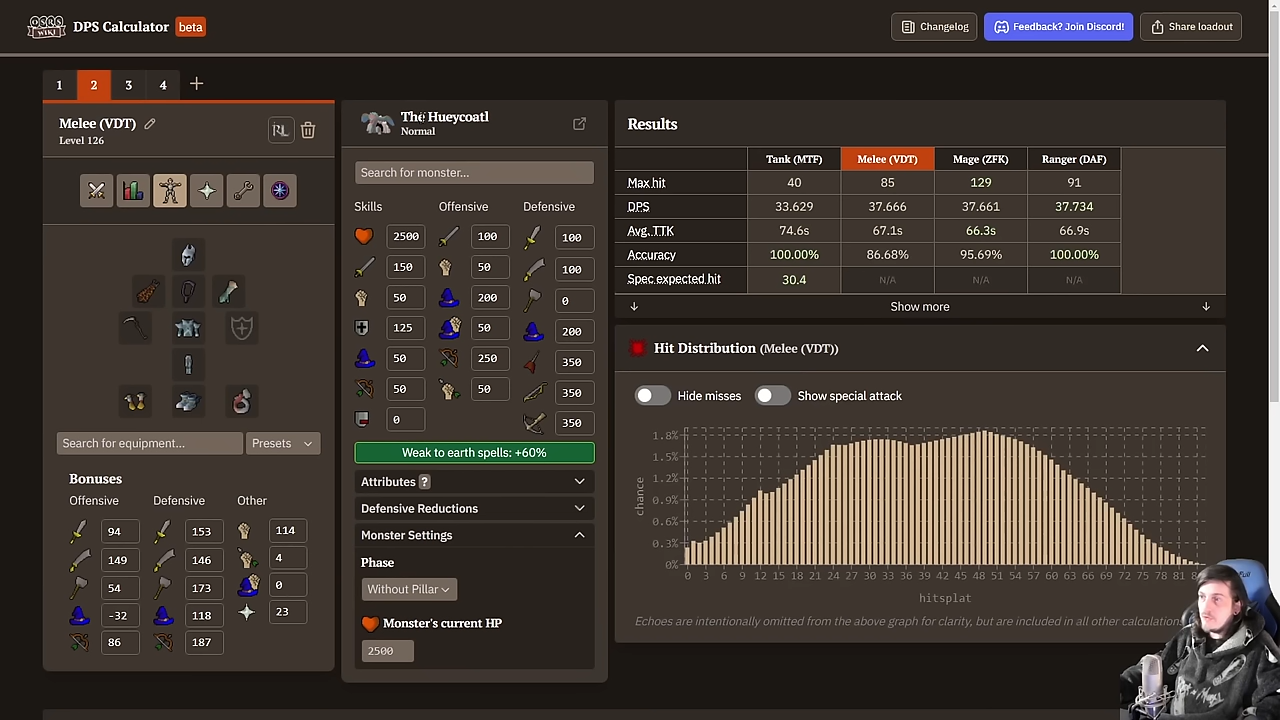 OSRS WIKI DPS Calculator beta
Changelog
Feedback? Join Discord!
Share loadout
1 2 3 4 +
Melee (VDT)
Level 126
RL
Search for equipment...
Presets
Bonuses
Offensive Defensive Other
94 153 114
149 146 4
54 173 0
-32 118 23
86 187
The Hueycoatl
Normal
Search for monster...
Skills Offensive Defensive
2500 100 100
150 50 100
50 200 0
125 50 200
50 250 350
50 50 350
0 350
Weak to earth spells: +60%
Attributes ?
Defensive Reductions
Monster Settings
Phase
Without Pillar
Monster's current HP
2500
Results
Tank (MTF) Melee (VDT) Mage (ZFK) Ranger (DAF)
Max hit 40 85 129 91
DPS 33.629 37.666 37.661 37.734
Avg. TTK 74.6s 67.1s 66.3s 66.9s
Accuracy 100.00% 86.68% 95.69% 100.00%
Spec expected hit 30.4 N/A N/A N/A
↓ Show more ↓
Hit Distribution (Melee (VDT))
Hide misses
Show special attack
1.8%
1.5%
1.2%
0.9%
0.6%
0.3%
0%
chance
0 3 6 9 12 15 18 21 24 27 30 33 36 39 42 45 48 51 54 57 60 63 66 69 72 75 78 81
hitsplat
Echoes are intentionally omitted from the above graph for clarity, but are included in all other calculation